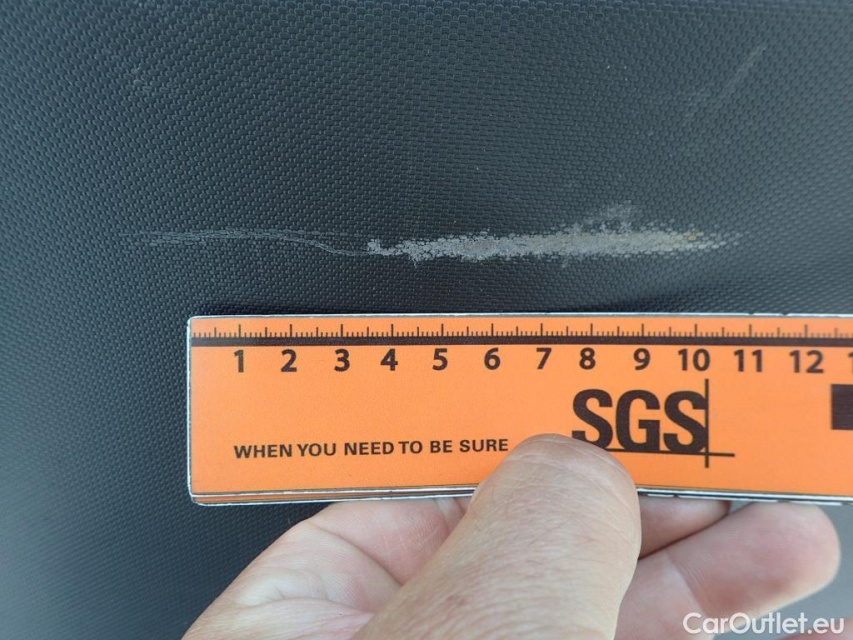 1 2 3 4 5 6 7 8 9 10 11 12
SGS
WHEN YOU NEED TO BE SURE
CarOutlet.eu